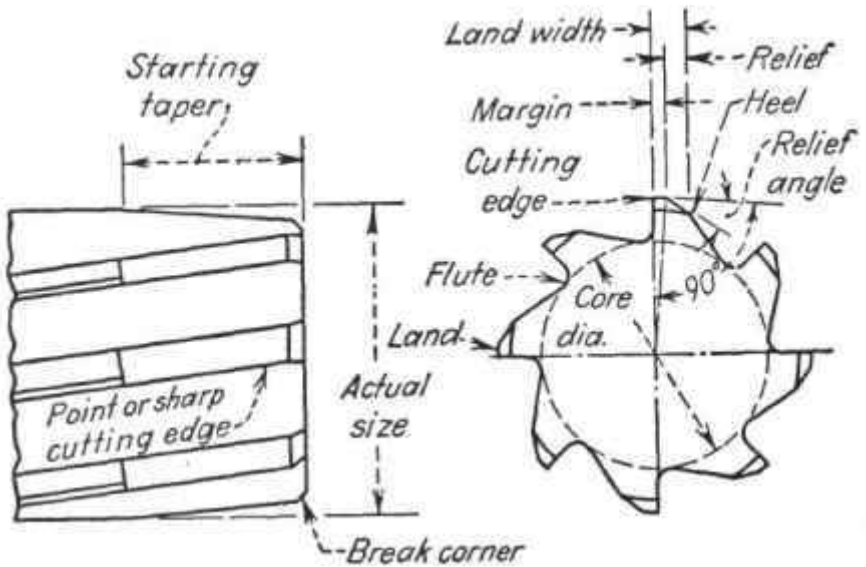 Starting
taper
Point or sharp
cutting edge
Actual
size
Break corner
Land width
Relief
Margin
Heel
Cutting
edge
Relief
angle
Flute
Core
dia.
90°
Land